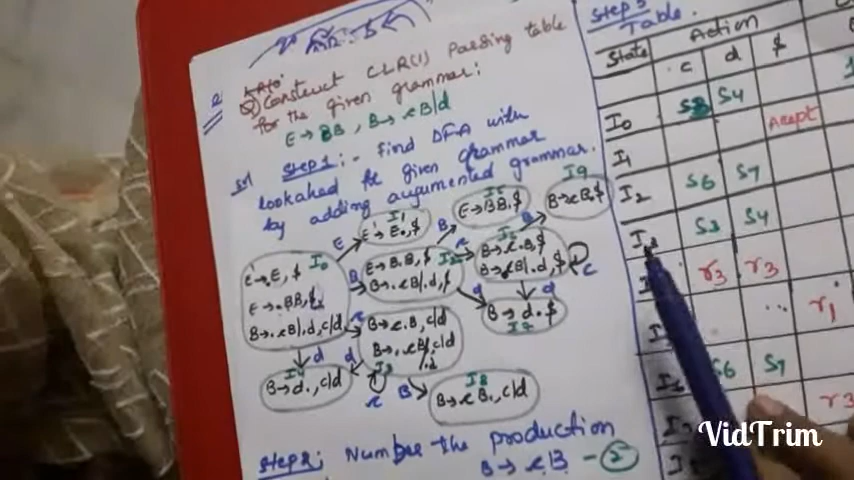 Q) Construct CLR(1) Parsing table
for the given grammar:
E → BB, B → cB/d
Sol Step 1:- Find DFA with
lookahead for given grammar
by adding augumented grammar.
I0
E' → .E, $
E → .BB, $
B → .cB/.d, c/d
E
I1
E' → E., $
B
E → B.B, $
B → .cB/.d, $
B
I5
E → BB., $
c
B → c.B, $
B → .cB/.d, $
c
B
I9
B → cB., $
d
d
B → d. $
I7
c
B → c.B, c/d
B → .cB, c/d
/.d
I3
c
d
d
I4
B → d., c/d
B
I8
B → cB., c/d
Step 2: Number the production
B → cB - 2
Step 3
Table.
State Action
c d $
I0 S3 S4
I1 Accept
I2 S6 S7
I3 S3 S4
r3 r3
r1
I6 S6 S7
r3
VidTrim